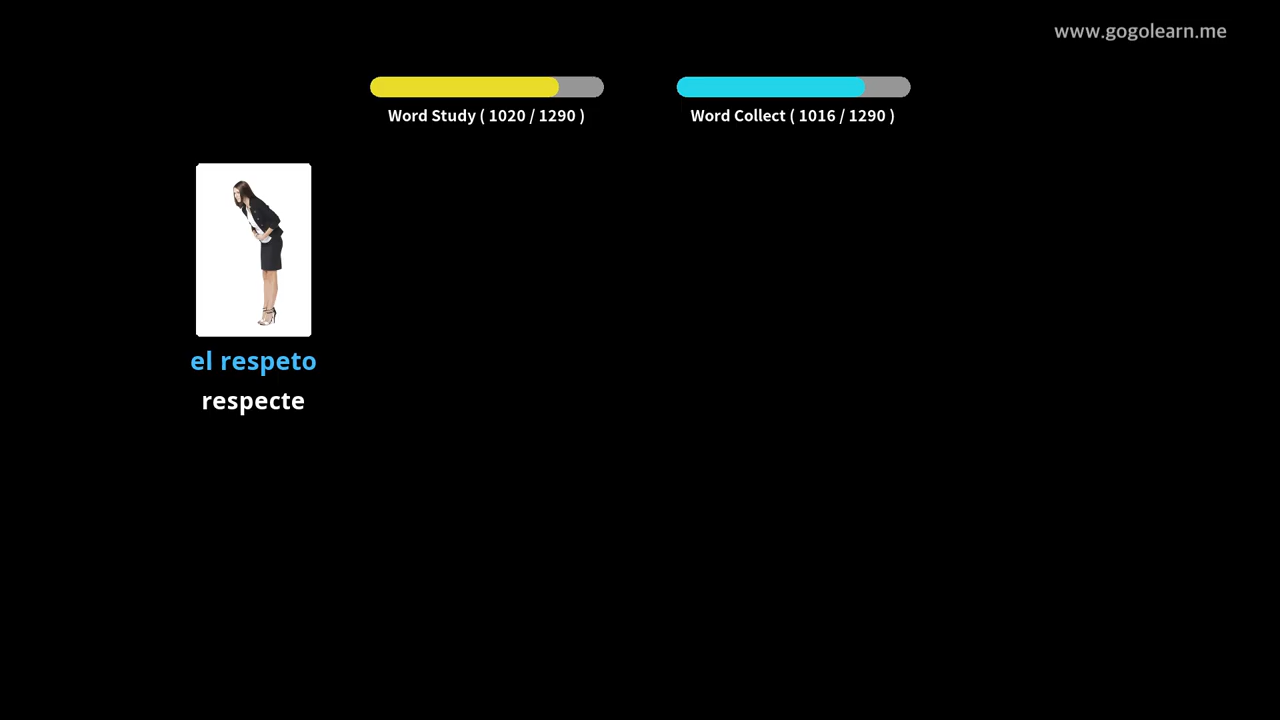 www.gogolearn.me
Word Study ( 1020 / 1290 )
Word Collect ( 1016 / 1290 )
el respeto
respecte